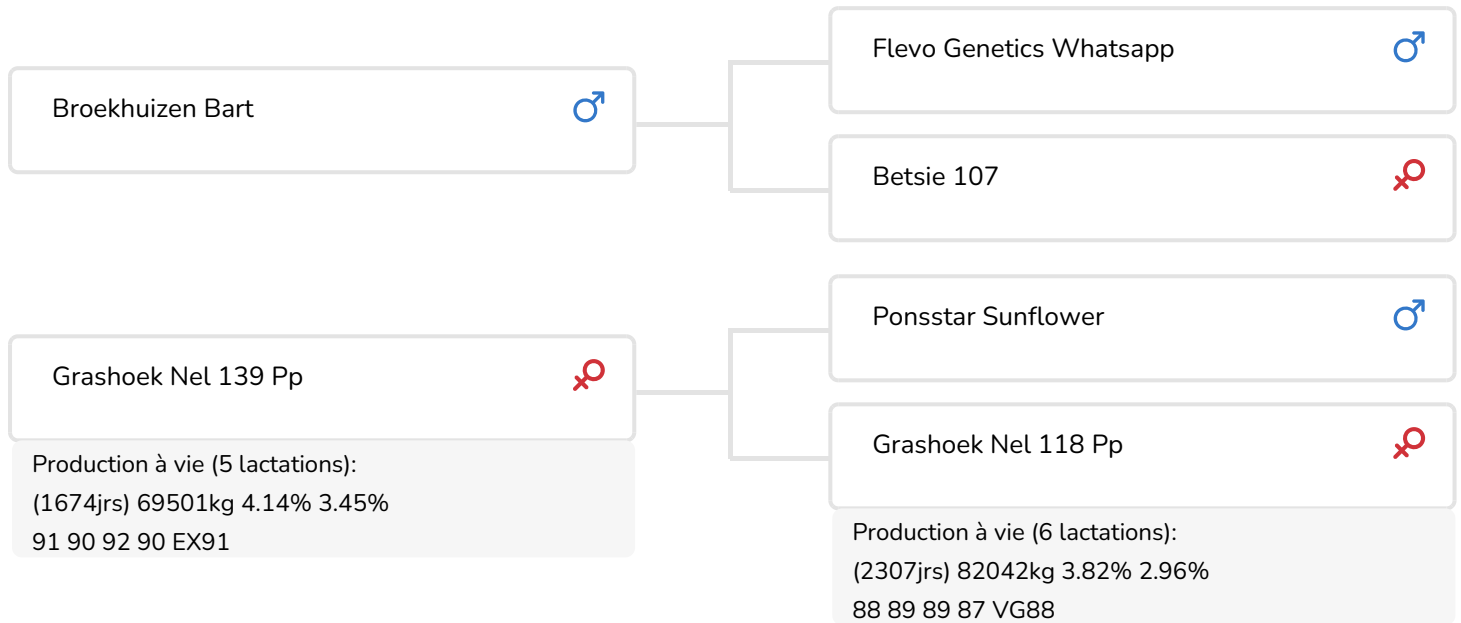 Flevo Genetics Whatsapp
Broekhuizen Bart
Betsie 107
Ponsstar Sunflower
Grashoek Nel 139 Pp
Production à vie (5 lactations):
(1674jrs) 69501kg 4.14% 3.45%
91 90 92 90 EX91
Grashoek Nel 118 Pp
Production à vie (6 lactations):
(2307jrs) 82042kg 3.82% 2.96%
88 89 89 87 VG88